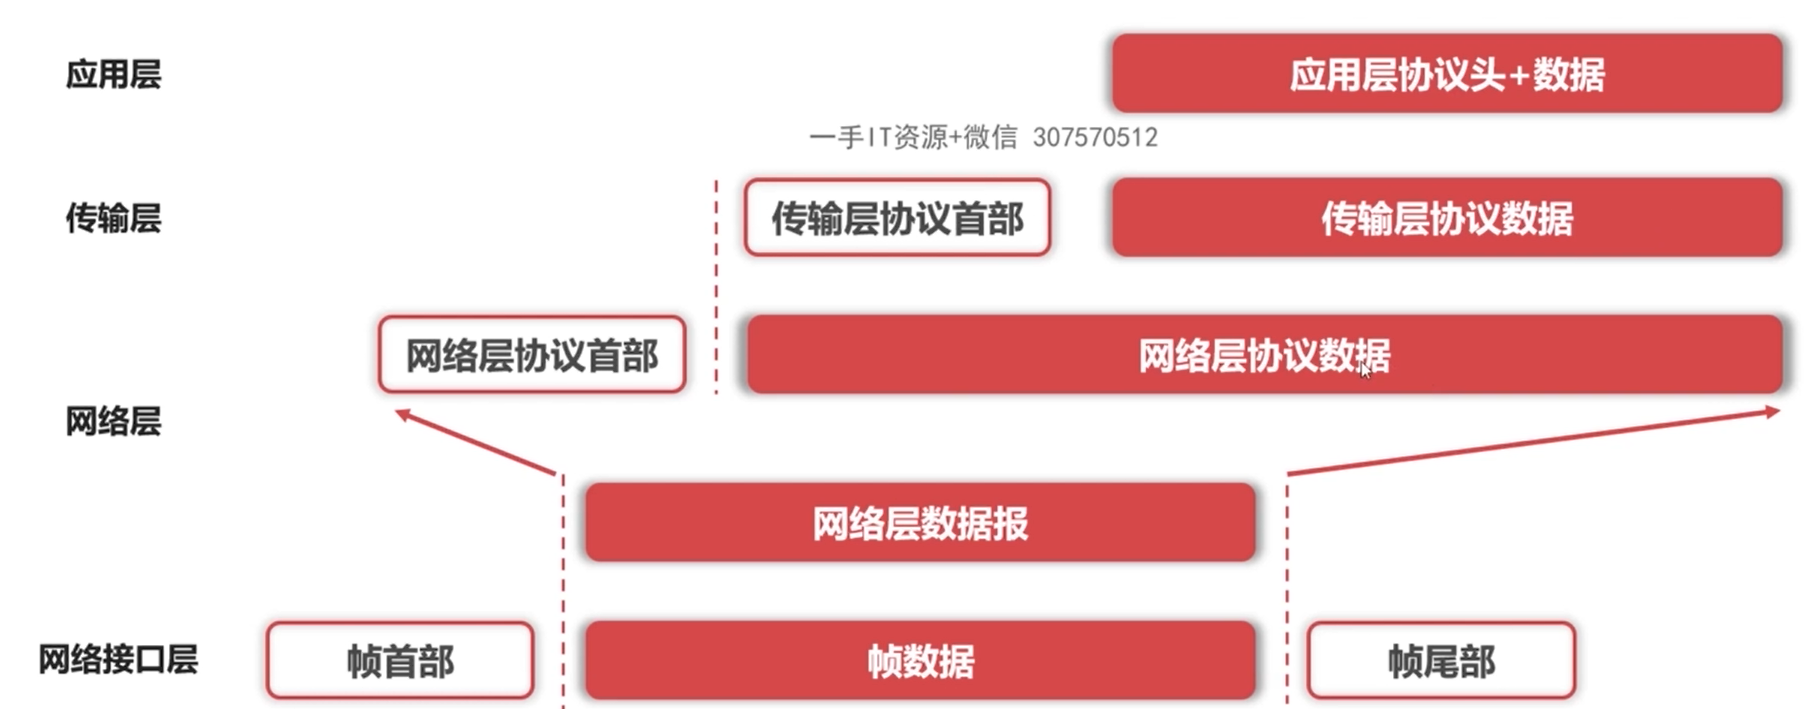 应用层
应用层协议头+数据
一手IT资源+微信 307570512
传输层
传输层协议首部
传输层协议数据
网络层协议首部
网络层协议数据
网络层
网络层数据报
网络接口层
帧首部
帧数据
帧尾部